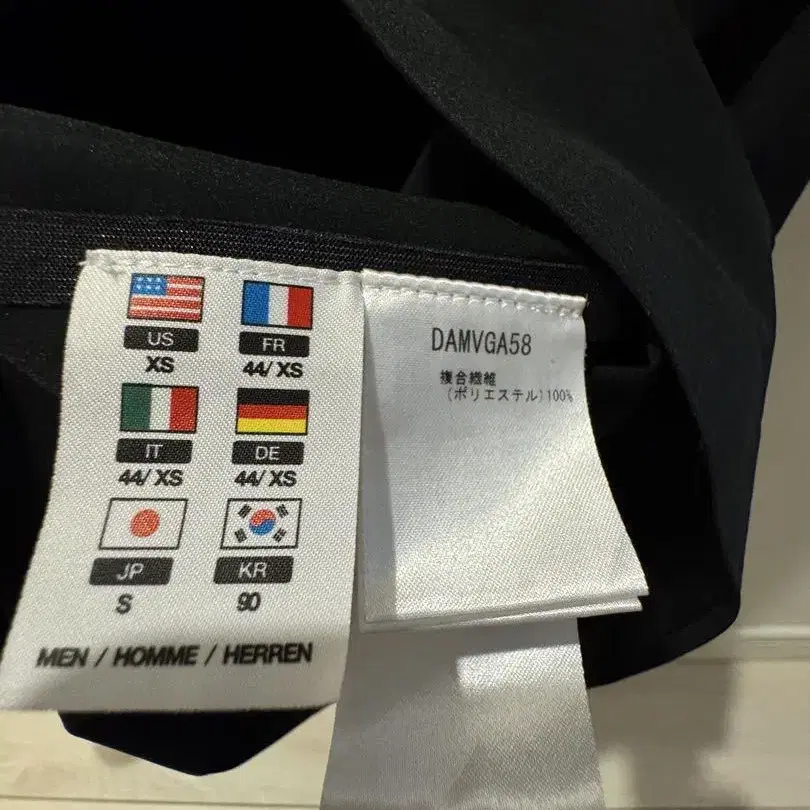 US
XS
FR
44/ XS
IT
44/ XS
DE
44/ XS
JP
S
KR
90
MEN / HOMME / HERREN
DAMVGA58
複合繊維
(ポリエステル)100%